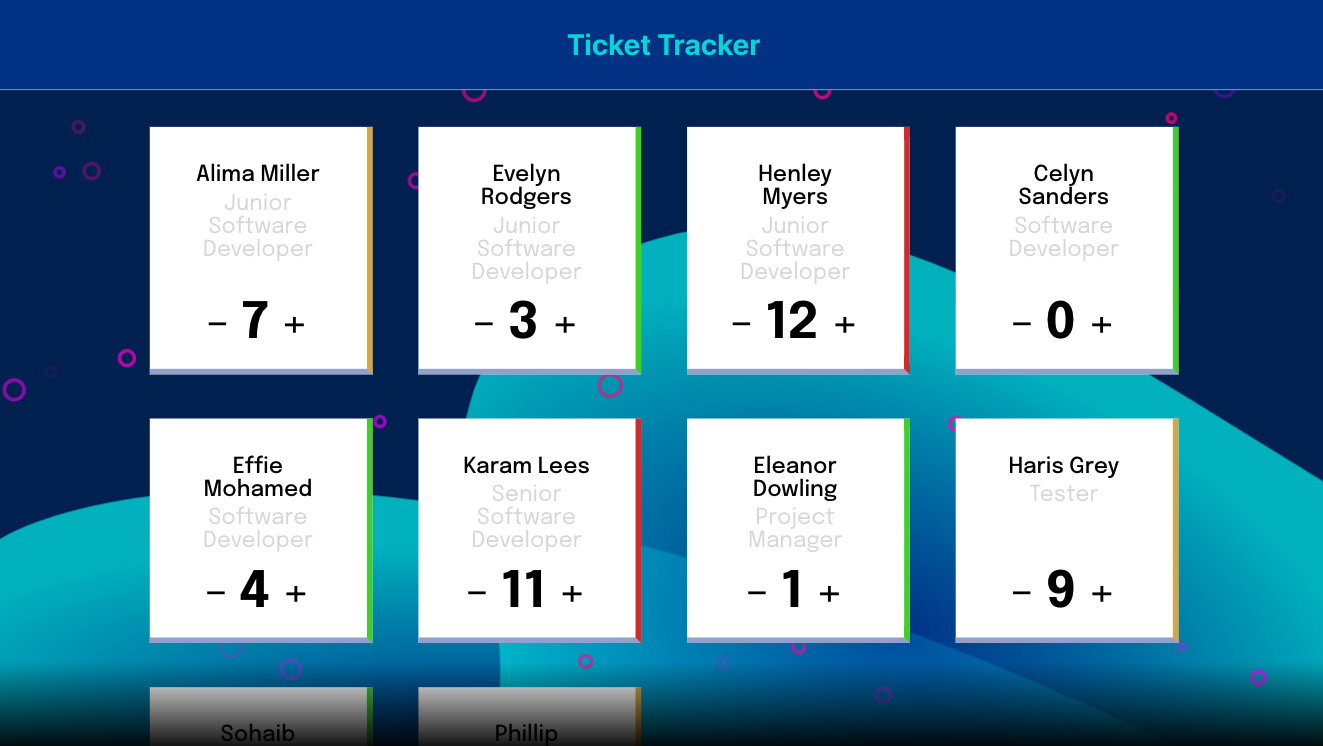 Ticket Tracker
Alima Miller
Junior
Software
Developer
− 7 +
Evelyn
Rodgers
Junior
Software
Developer
− 3 +
Henley
Myers
Junior
Software
Developer
− 12 +
Celyn
Sanders
Software
Developer
− 0 +
Effie
Mohamed
Software
Developer
− 4 +
Karam Lees
Senior
Software
Developer
− 11 +
Eleanor
Dowling
Project
Manager
− 1 +
Haris Grey
Tester
− 9 +
Sohaib
Phillip